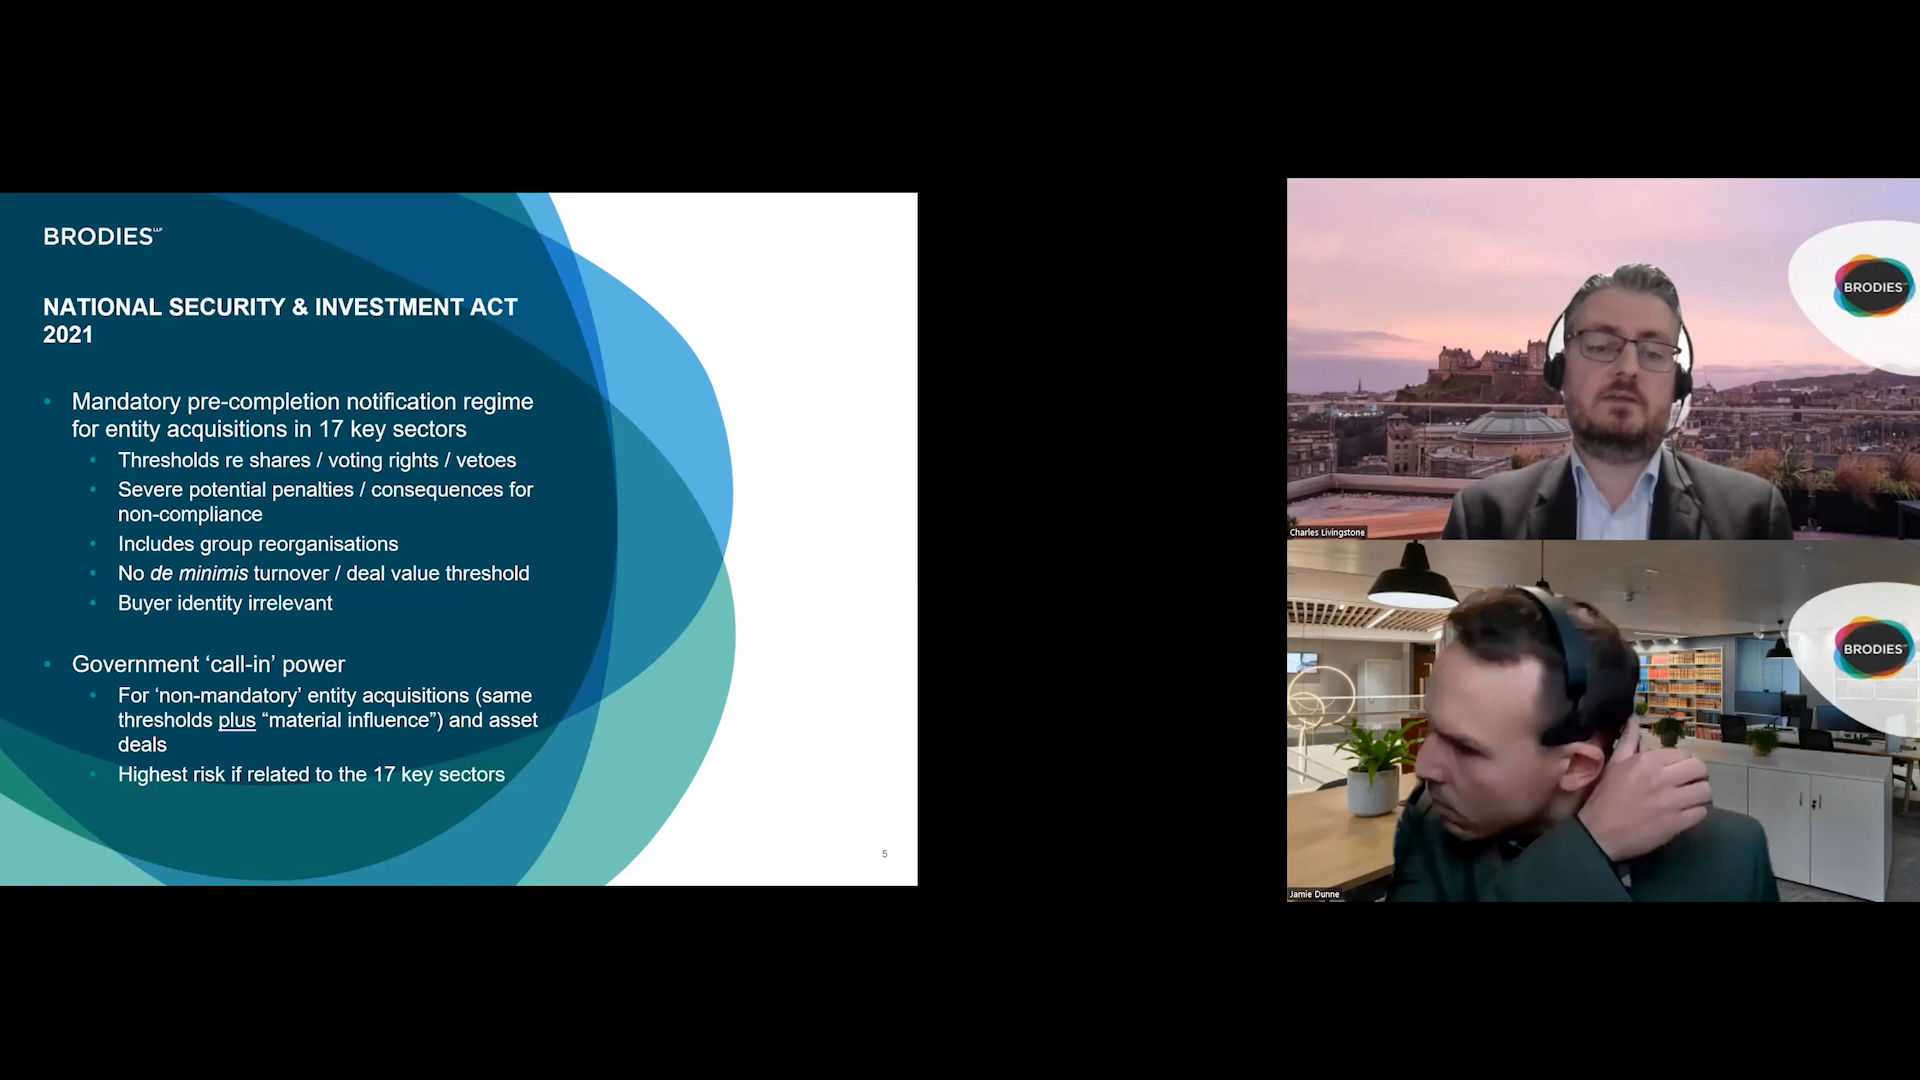 BRODIES LLP
NATIONAL SECURITY & INVESTMENT ACT
2021
• Mandatory pre-completion notification regime
for entity acquisitions in 17 key sectors
• Thresholds re shares / voting rights / vetoes
• Severe potential penalties / consequences for
non-compliance
• Includes group reorganisations
• No de minimis turnover / deal value threshold
• Buyer identity irrelevant
• Government ‘call-in’ power
• For ‘non-mandatory’ entity acquisitions (same
thresholds plus “material influence”) and asset
deals
• Highest risk if related to the 17 key sectors
5
BRODIES
Charles Livingstone
BRODIES
Jamie Dunne